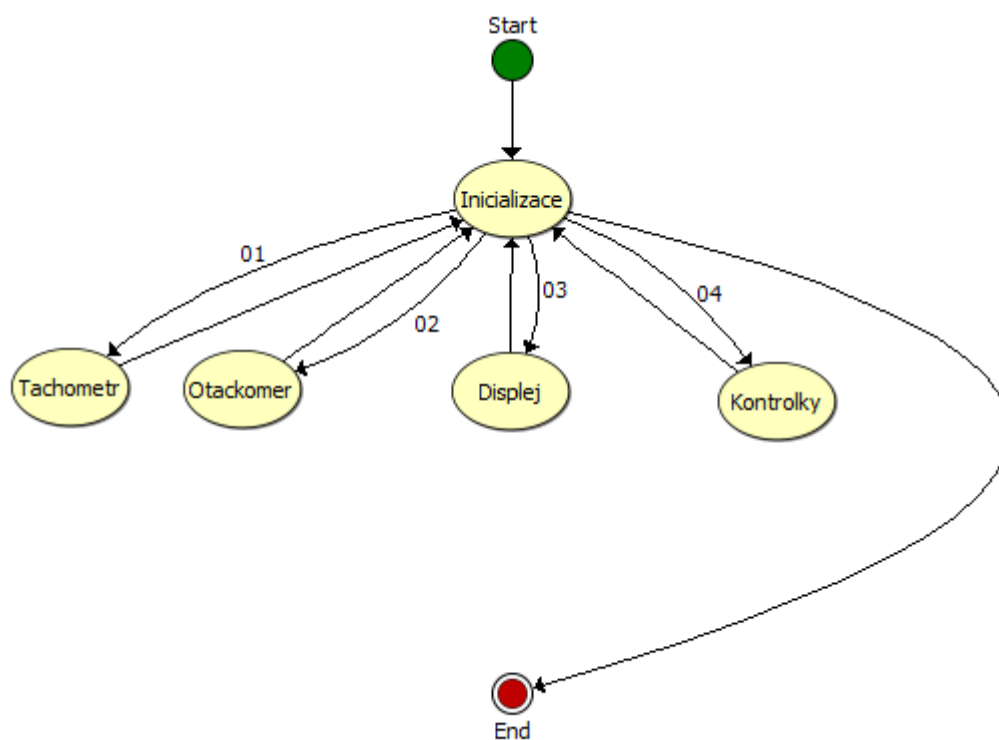 Start
Inicializace
01
02
03
04
Tachometr
Otackomer
Displej
Kontrolky
End